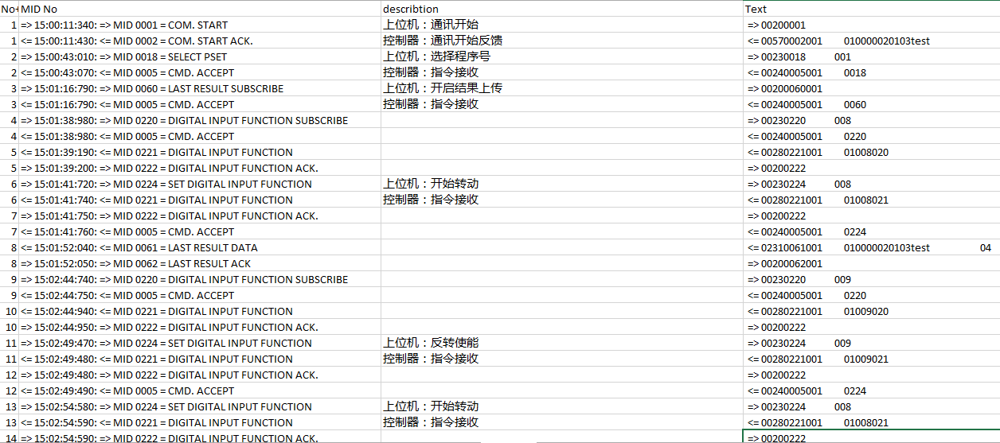 No+ MID No describtion Text
1 => 15:00:11:340: => MID 0001 = COM. START 上位机：通讯开始 => 00200001
1 <= 15:00:11:430: <= MID 0002 = COM. START ACK. 控制器：通讯开始反馈 <= 00570002001 010000020103test
2 => 15:00:43:010: => MID 0018 = SELECT PSET 上位机：选择程序号 => 00230018 001
2 <= 15:00:43:070: <= MID 0005 = CMD. ACCEPT 控制器：指令接收 <= 00240005001 0018
3 => 15:01:16:790: => MID 0060 = LAST RESULT SUBSCRIBE 上位机：开启结果上传 => 00200060001
3 <= 15:01:16:790: <= MID 0005 = CMD. ACCEPT 控制器：指令接收 <= 00240005001 0060
4 => 15:01:38:980: => MID 0220 = DIGITAL INPUT FUNCTION SUBSCRIBE => 00230220 008
4 <= 15:01:38:980: <= MID 0005 = CMD. ACCEPT <= 00240005001 0220
5 <= 15:01:39:190: <= MID 0221 = DIGITAL INPUT FUNCTION <= 00280221001 01008020
5 => 15:01:39:200: => MID 0222 = DIGITAL INPUT FUNCTION ACK. => 00200222
6 => 15:01:41:720: => MID 0224 = SET DIGITAL INPUT FUNCTION 上位机：开始转动 => 00230224 008
6 <= 15:01:41:740: <= MID 0221 = DIGITAL INPUT FUNCTION 控制器：指令接收 <= 00280221001 01008021
7 => 15:01:41:750: => MID 0222 = DIGITAL INPUT FUNCTION ACK. => 00200222
7 <= 15:01:41:760: <= MID 0005 = CMD. ACCEPT <= 00240005001 0224
8 <= 15:01:52:040: <= MID 0061 = LAST RESULT DATA <= 02310061001 010000020103test 04
8 => 15:01:52:050: => MID 0062 = LAST RESULT ACK => 00200062001
9 => 15:02:44:740: => MID 0220 = DIGITAL INPUT FUNCTION SUBSCRIBE => 00230220 009
9 <= 15:02:44:750: <= MID 0005 = CMD. ACCEPT <= 00240005001 0220
10 <= 15:02:44:940: <= MID 0221 = DIGITAL INPUT FUNCTION <= 00280221001 01009020
10 => 15:02:44:950: => MID 0222 = DIGITAL INPUT FUNCTION ACK. => 00200222
11 => 15:02:49:470: => MID 0224 = SET DIGITAL INPUT FUNCTION 上位机：反转使能 => 00230224 009
11 <= 15:02:49:480: <= MID 0221 = DIGITAL INPUT FUNCTION 控制器：指令接收 <= 00280221001 01009021
12 => 15:02:49:480: => MID 0222 = DIGITAL INPUT FUNCTION ACK. => 00200222
12 <= 15:02:49:490: <= MID 0005 = CMD. ACCEPT <= 00240005001 0224
13 => 15:02:54:580: => MID 0224 = SET DIGITAL INPUT FUNCTION 上位机：开始转动 => 00230224 008
13 <= 15:02:54:590: <= MID 0221 = DIGITAL INPUT FUNCTION 控制器：指令接收 <= 00280221001 01008021
14 => 15:02:54:590: => MID 0222 = DIGITAL INPUT FUNCTION ACK. => 00200222